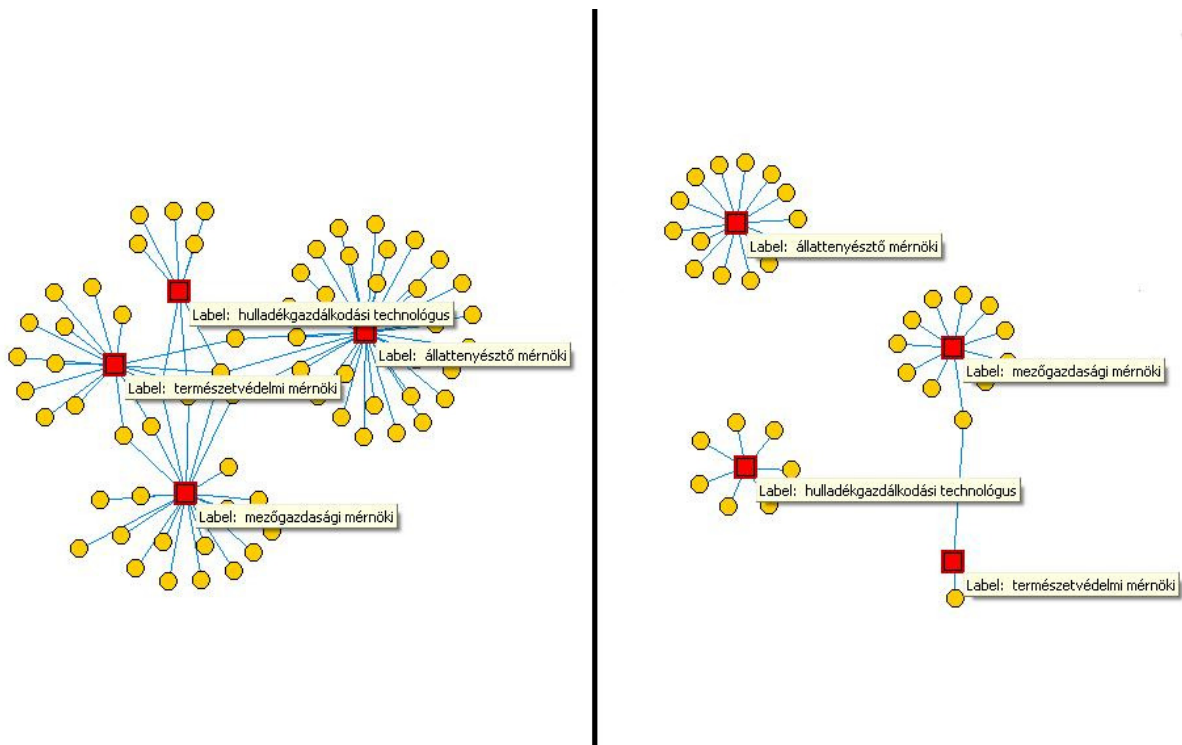 Label: hulladékgazdálkodási technológus
Label: állattenyésztő mérnöki
Label: természetvédelmi mérnöki
Label: mezőgazdasági mérnöki
Label: állattenyésztő mérnöki
Label: mezőgazdasági mérnöki
Label: hulladékgazdálkodási technológus
Label: természetvédelmi mérnöki